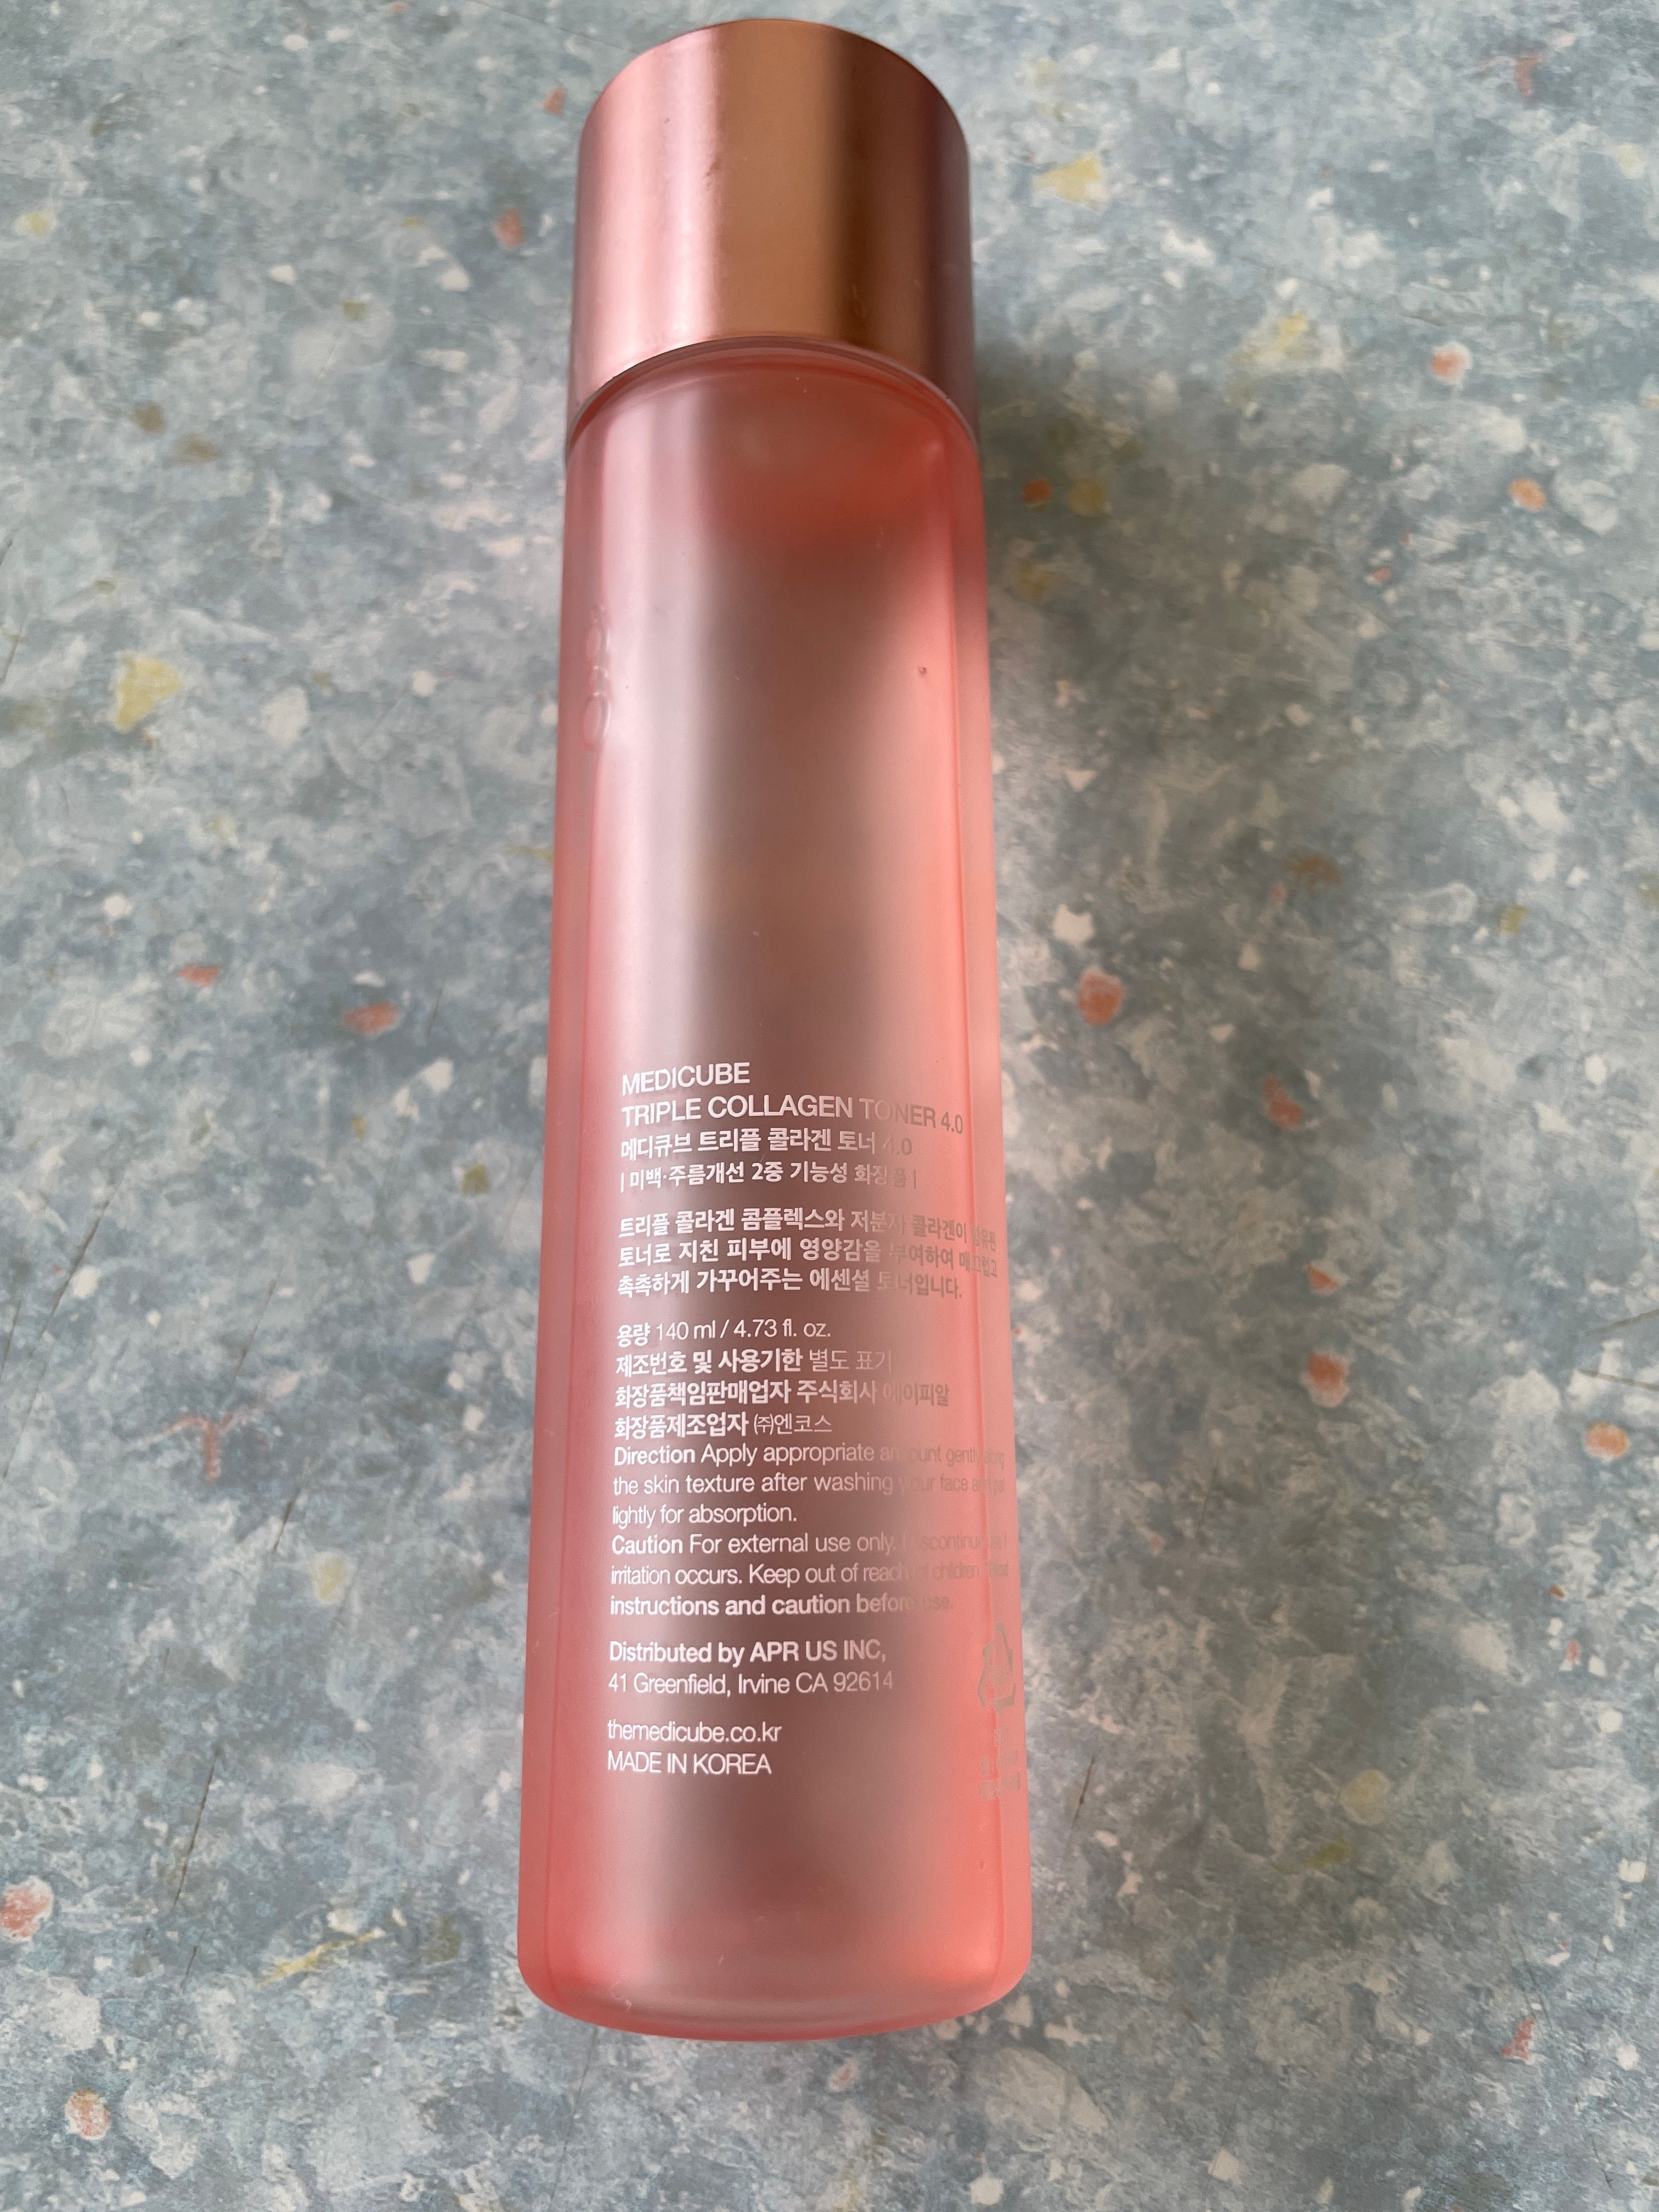 MEDICUBE
TRIPLE COLLAGEN TONER 4.0
메디큐브 트리플 콜라겐 토너 4.0
| 미백·주름개선 2중 기능성 화장품 |
트리플 콜라겐 콤플렉스와 저분자 콜라겐이 함유된
토너로 지친 피부에 영양감을 부여하여 매끄럽고
촉촉하게 가꾸어주는 에센셜 토너입니다.
용량 140 ml / 4.73 fl. oz.
제조번호 및 사용기한 별도 표기
화장품책임판매업자 주식회사 에이피알
화장품제조업자 ㈜엔코스
Direction Apply appropriate amount gently along
the skin texture after washing your face and pat
lightly for absorption.
Caution For external use only. Discontinue if
irritation occurs. Keep out of reach of children. Read
instructions and caution before use.
Distributed by APR US INC,
41 Greenfield, Irvine CA 92614
themedicube.co.kr
MADE IN KOREA